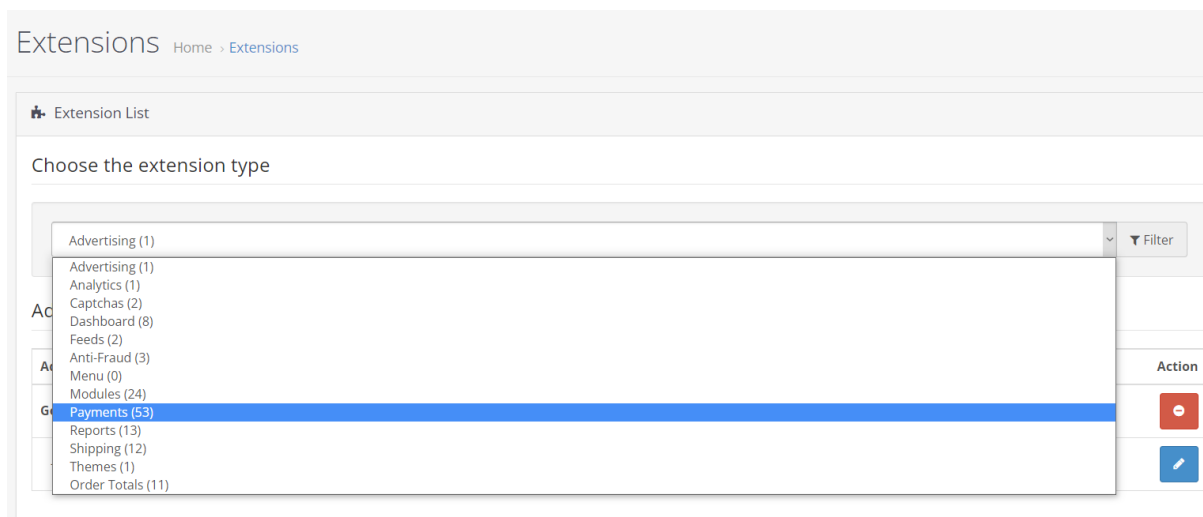 Extensions Home › Extensions
Extension List
Choose the extension type
Advertising (1) Filter
Advertising (1)
Analytics (1)
Captchas (2)
Dashboard (8)
Feeds (2)
Anti-Fraud (3)
Menu (0)
Modules (24)
Payments (53)
Reports (13)
Shipping (12)
Themes (1)
Order Totals (11)
Action